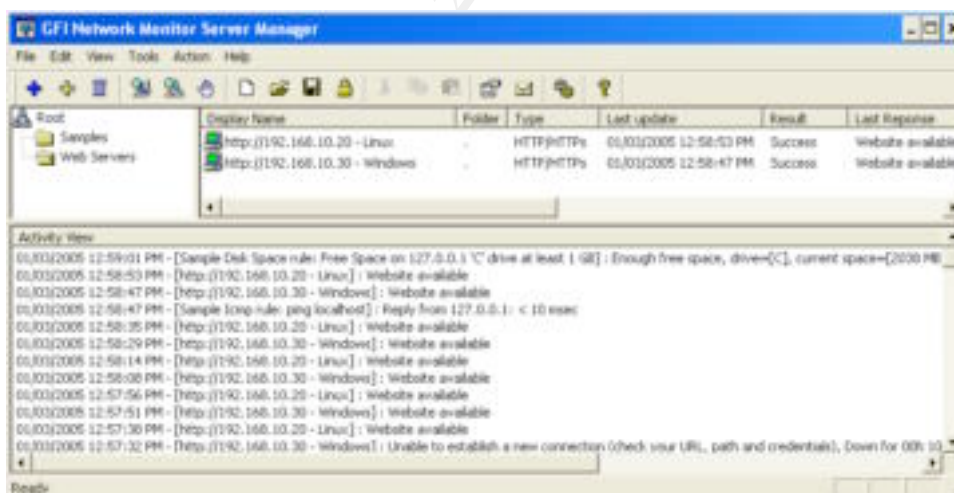 GFI Network Monitor Server Manager
File Edit View Tools Action Help
Root
Samples
Web Servers
Display Name Folder Type Last update Result Last Reponse
http://192.168.10.20 - Linux . HTTP/HTTPs 01/03/2005 12:58:53 PM Success Website available
http://192.168.10.30 - Windows . HTTP/HTTPs 01/03/2005 12:58:47 PM Success Website available
Activity View
01/03/2005 12:59:01 PM - [Sample Disk Space rule: Free Space on 127.0.0.1 'C' drive at least 1 GB] : Enough free space, drive=[C], current space=[2030 MB
01/03/2005 12:58:53 PM - [http://192.168.10.20 - Linux] : Website available
01/03/2005 12:58:47 PM - [http://192.168.10.30 - Windows] : Website available
01/03/2005 12:58:47 PM - [Sample Icmp rule: ping localhost] : Reply from 127.0.0.1: < 10 msec
01/03/2005 12:58:35 PM - [http://192.168.10.20 - Linux] : Website available
01/03/2005 12:58:29 PM - [http://192.168.10.30 - Windows] : Website available
01/03/2005 12:58:14 PM - [http://192.168.10.20 - Linux] : Website available
01/03/2005 12:58:08 PM - [http://192.168.10.30 - Windows] : Website available
01/03/2005 12:57:56 PM - [http://192.168.10.20 - Linux] : Website available
01/03/2005 12:57:51 PM - [http://192.168.10.30 - Windows] : Website available
01/03/2005 12:57:38 PM - [http://192.168.10.20 - Linux] : Website available
01/03/2005 12:57:32 PM - [http://192.168.10.30 - Windows] : Unable to establish a new connection (check your URL, path and credentials), Down for 00h 10
Ready